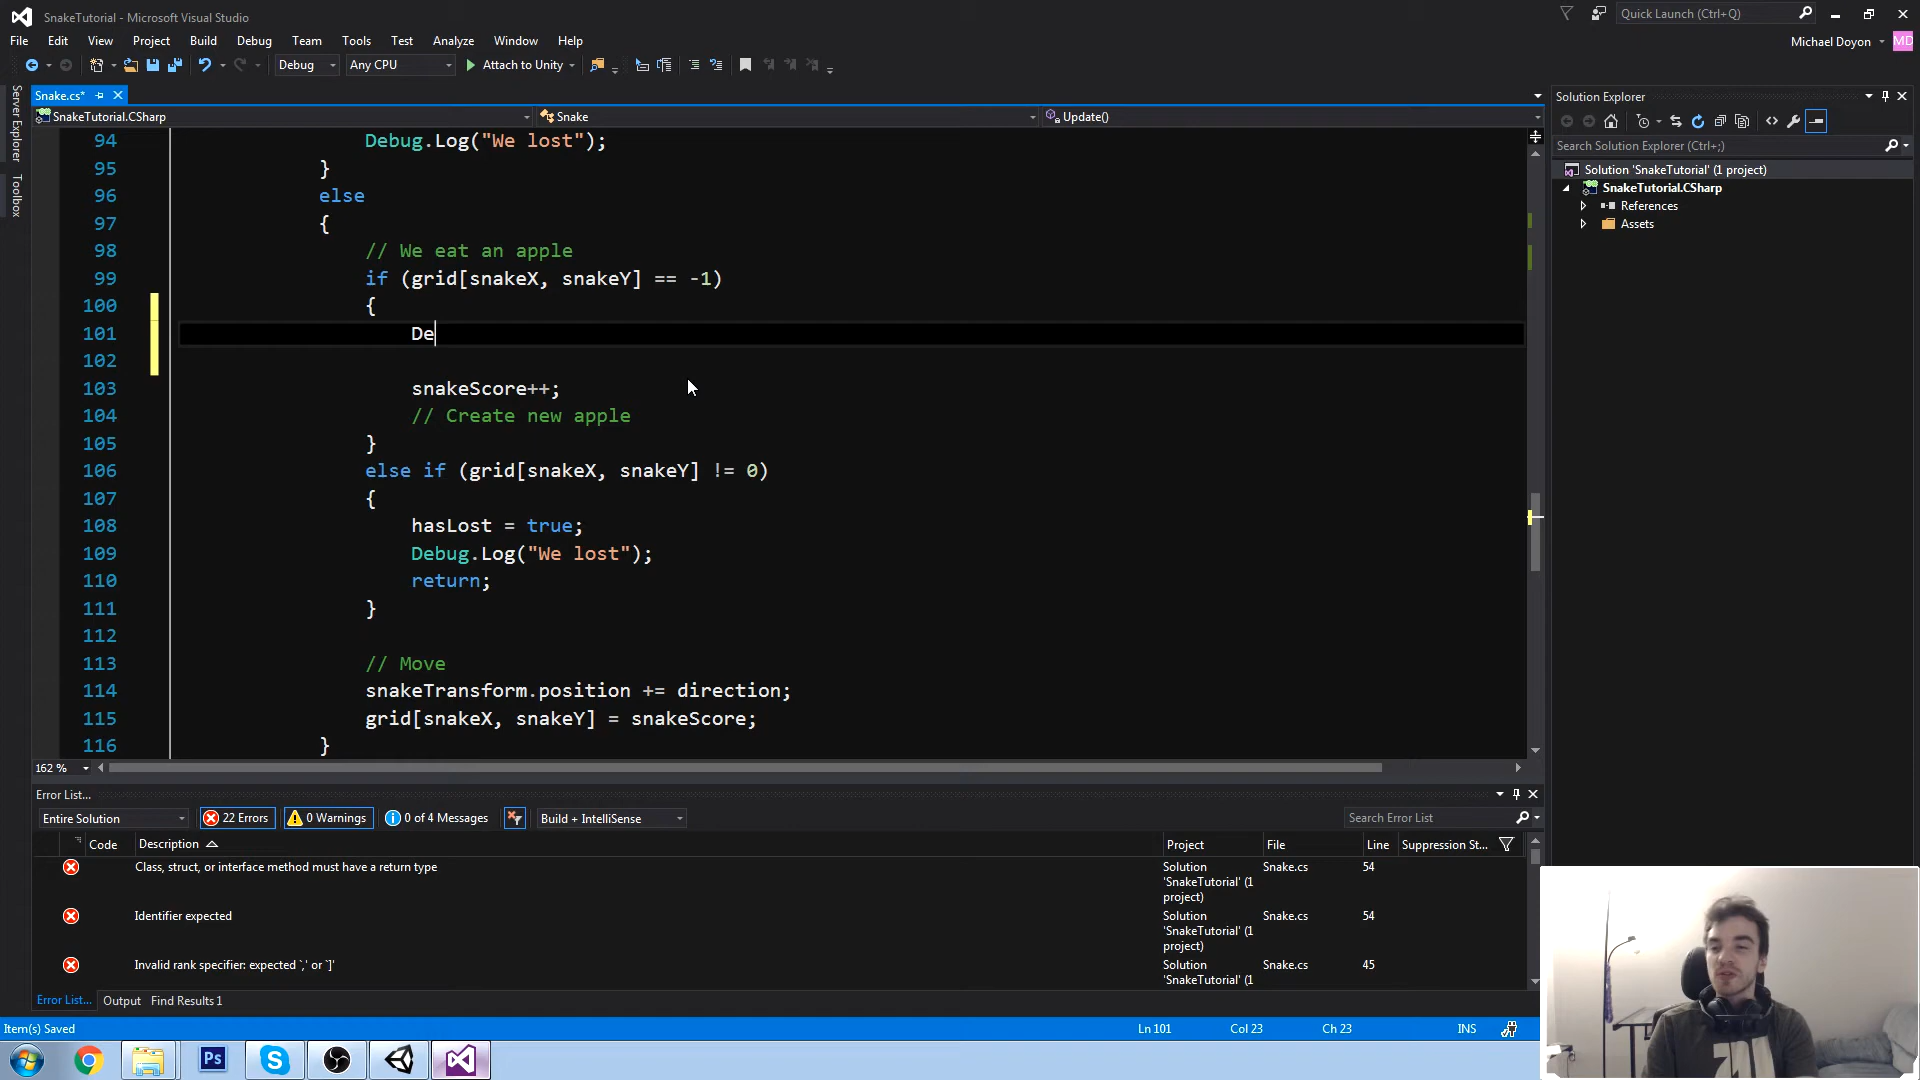 SnakeTutorial - Microsoft Visual Studio
Quick Launch (Ctrl+Q)
File Edit View Project Build Debug Team Tools Test Analyze Window Help
Michael Doyon MD
Debug Any CPU Attach to Unity
Server Explorer
Toolbox
Snake.cs*
SnakeTutorial.CSharp Snake Update()
94 Debug.Log("We lost");
95 }
96 else
97 {
98 // We eat an apple
99 if (grid[snakeX, snakeY] == -1)
100 {
101 De
102
103 snakeScore++;
104 // Create new apple
105 }
106 else if (grid[snakeX, snakeY] != 0)
107 {
108 hasLost = true;
109 Debug.Log("We lost");
110 return;
111 }
112
113 // Move
114 snakeTransform.position += direction;
115 grid[snakeX, snakeY] = snakeScore;
116 }
162 %
Solution Explorer
Search Solution Explorer (Ctrl+;)
Solution 'SnakeTutorial' (1 project)
SnakeTutorial.CSharp
References
Assets
Error List...
Entire Solution 22 Errors 0 Warnings 0 of 4 Messages Build + IntelliSense Search Error List
Code Description Project File Line Suppression St...
Class, struct, or interface method must have a return type Solution 'SnakeTutorial' (1 project) Snake.cs 54
Identifier expected Solution 'SnakeTutorial' (1 project) Snake.cs 54
Invalid rank specifier: expected `,' or `]' Solution 'SnakeTutorial' (1 project) Snake.cs 45
Error List... Output Find Results 1
Item(s) Saved Ln 101 Col 23 Ch 23 INS
Ps